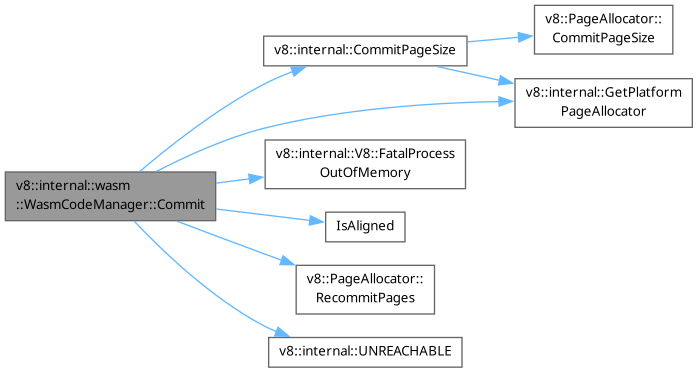 v8::internal::wasm
::WasmCodeManager::Commit
v8::internal::CommitPageSize
v8::PageAllocator::
CommitPageSize
v8::internal::GetPlatform
PageAllocator
v8::internal::V8::FatalProcess
OutOfMemory
IsAligned
v8::PageAllocator::
RecommitPages
v8::internal::UNREACHABLE